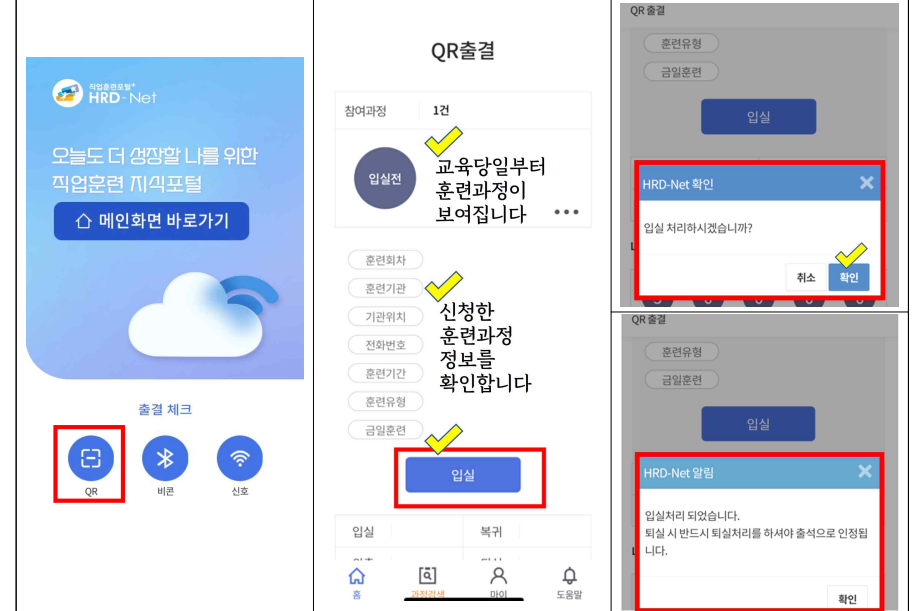 직업훈련포털+
HRD-Net
오늘도 더 성장할 나를 위한
직업훈련 지식포털
메인화면 바로가기
출결 체크
QR
비콘
신호
QR출결
참여과정
1건
입실전
교육당일부터
훈련과정이
보여집니다
훈련회차
훈련기관
기관위치
전화번호
훈련기간
훈련유형
금일훈련
신청한
훈련과정
정보를
확인합니다
입실
입실
복귀
홈
과정검색
마이
도움말
QR 출결
훈련유형
금일훈련
입실
HRD-Net 확인
입실 처리하시겠습니까?
취소
확인
QR 출결
훈련유형
금일훈련
입실
HRD-Net 알림
입실처리 되었습니다.
퇴실 시 반드시 퇴실처리를 하셔야 출석으로 인정됩
니다.
확인